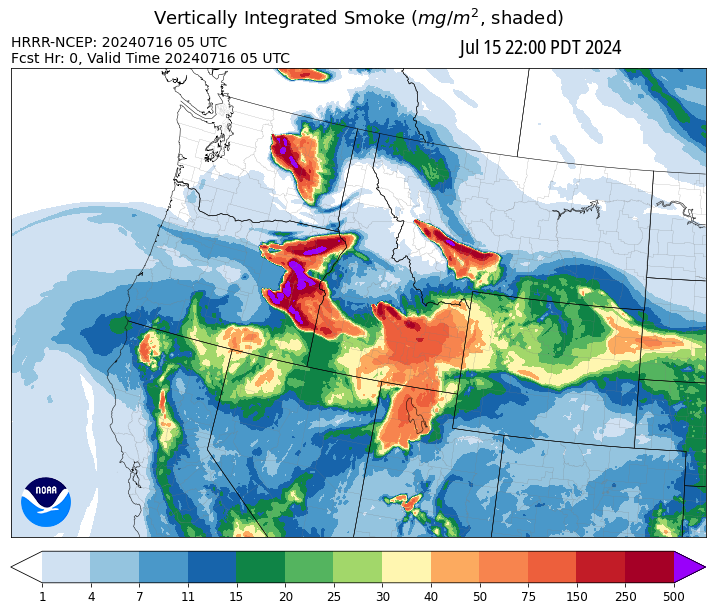 Vertically Integrated Smoke (mg/m², shaded)
HRRR-NCEP: 20240716 05 UTC
Jul 15 22:00 PDT 2024
Fcst Hr: 0, Valid Time 20240716 05 UTC
NOAA
1 4 7 11 15 20 25 30 40 50 75 150 250 500